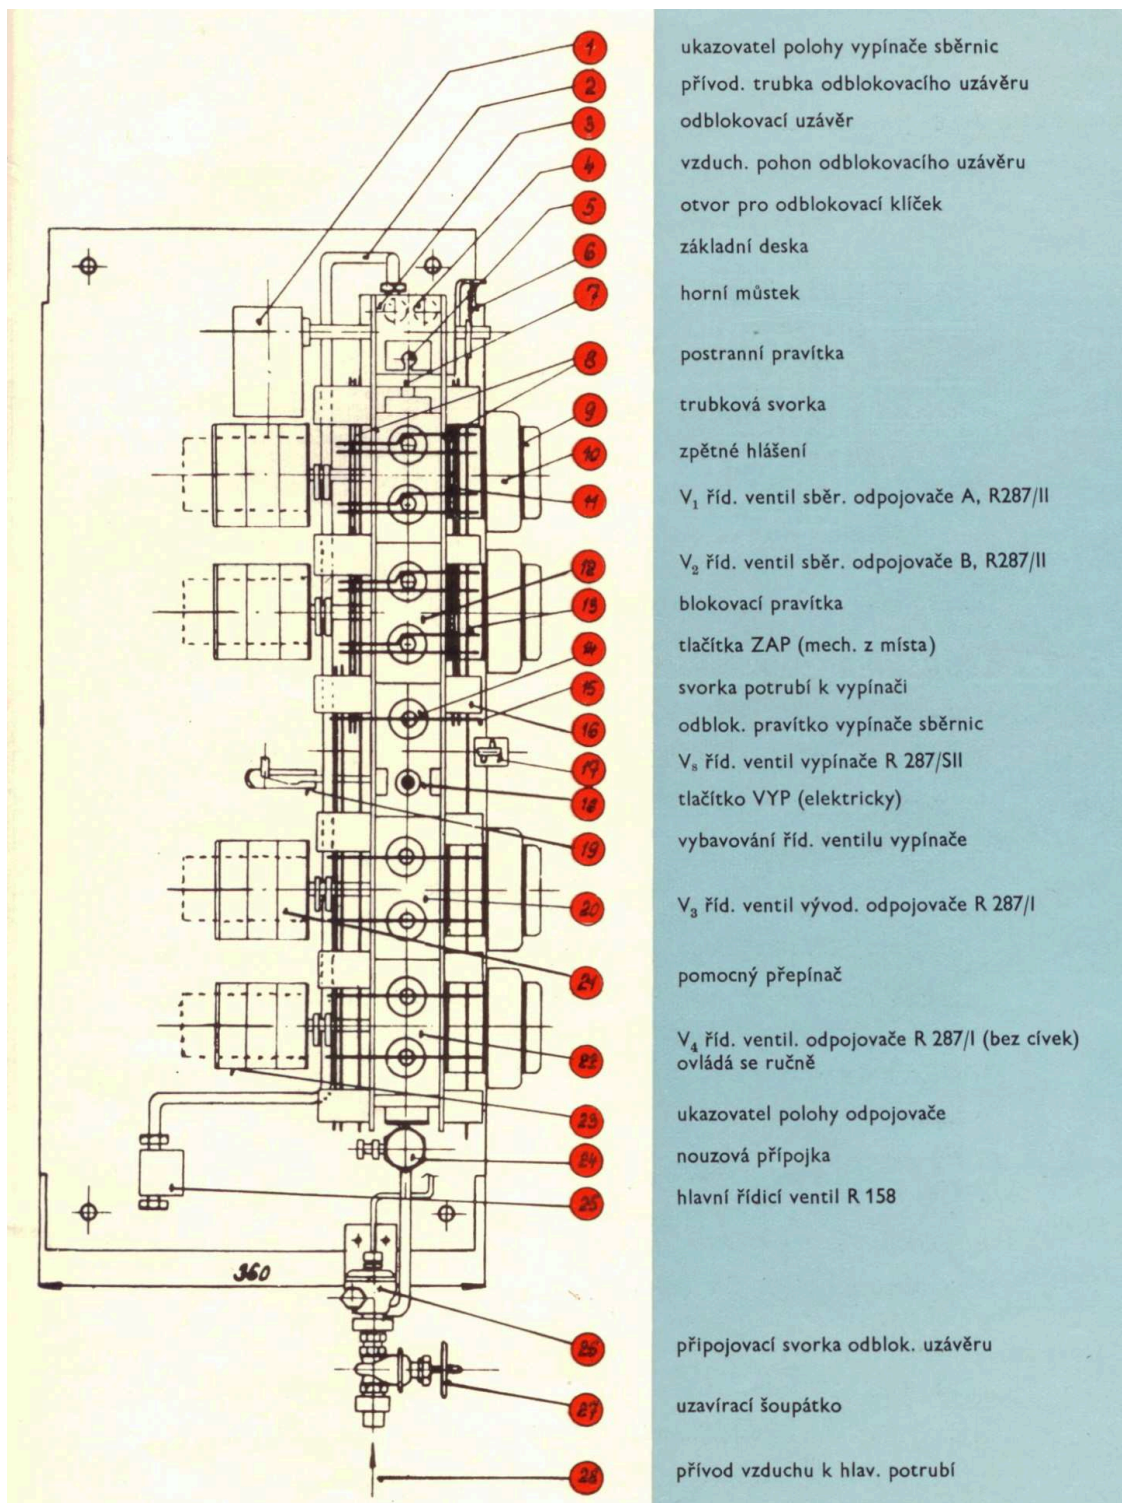 1 ukazovatel polohy vypínače sběrnic
2 přívod. trubka odblokovacího uzávěru
3 odblokovací uzávěr
4 vzduch. pohon odblokovacího uzávěru
5 otvor pro odblokovací klíček
6 základní deska
7 horní můstek
8 postranní pravítka
9 trubková svorka
10 zpětné hlášení
11 V₁ říd. ventil sběr. odpojovače A, R287/II
12 V₂ říd. ventil sběr. odpojovače B, R287/II
13 blokovací pravítka
14 tlačítka ZAP (mech. z místa)
15 svorka potrubí k vypínači
16 odblok. pravítko vypínače sběrnic
17 V₈ říd. ventil vypínače R 287/SII
18 tlačítko VYP (elektricky)
19 vybavování říd. ventilu vypínače
20 V₃ říd. ventil vývod. odpojovače R 287/I
21 pomocný přepínač
22 V₄ říd. ventil. odpojovače R 287/I (bez cívek)
ovládá se ručně
23 ukazovatel polohy odpojovače
24 nouzová přípojka
25 hlavní řídicí ventil R 158
360
26 připojovací svorka odblok. uzávěru
27 uzavírací šoupátko
28 přívod vzduchu k hlav. potrubí